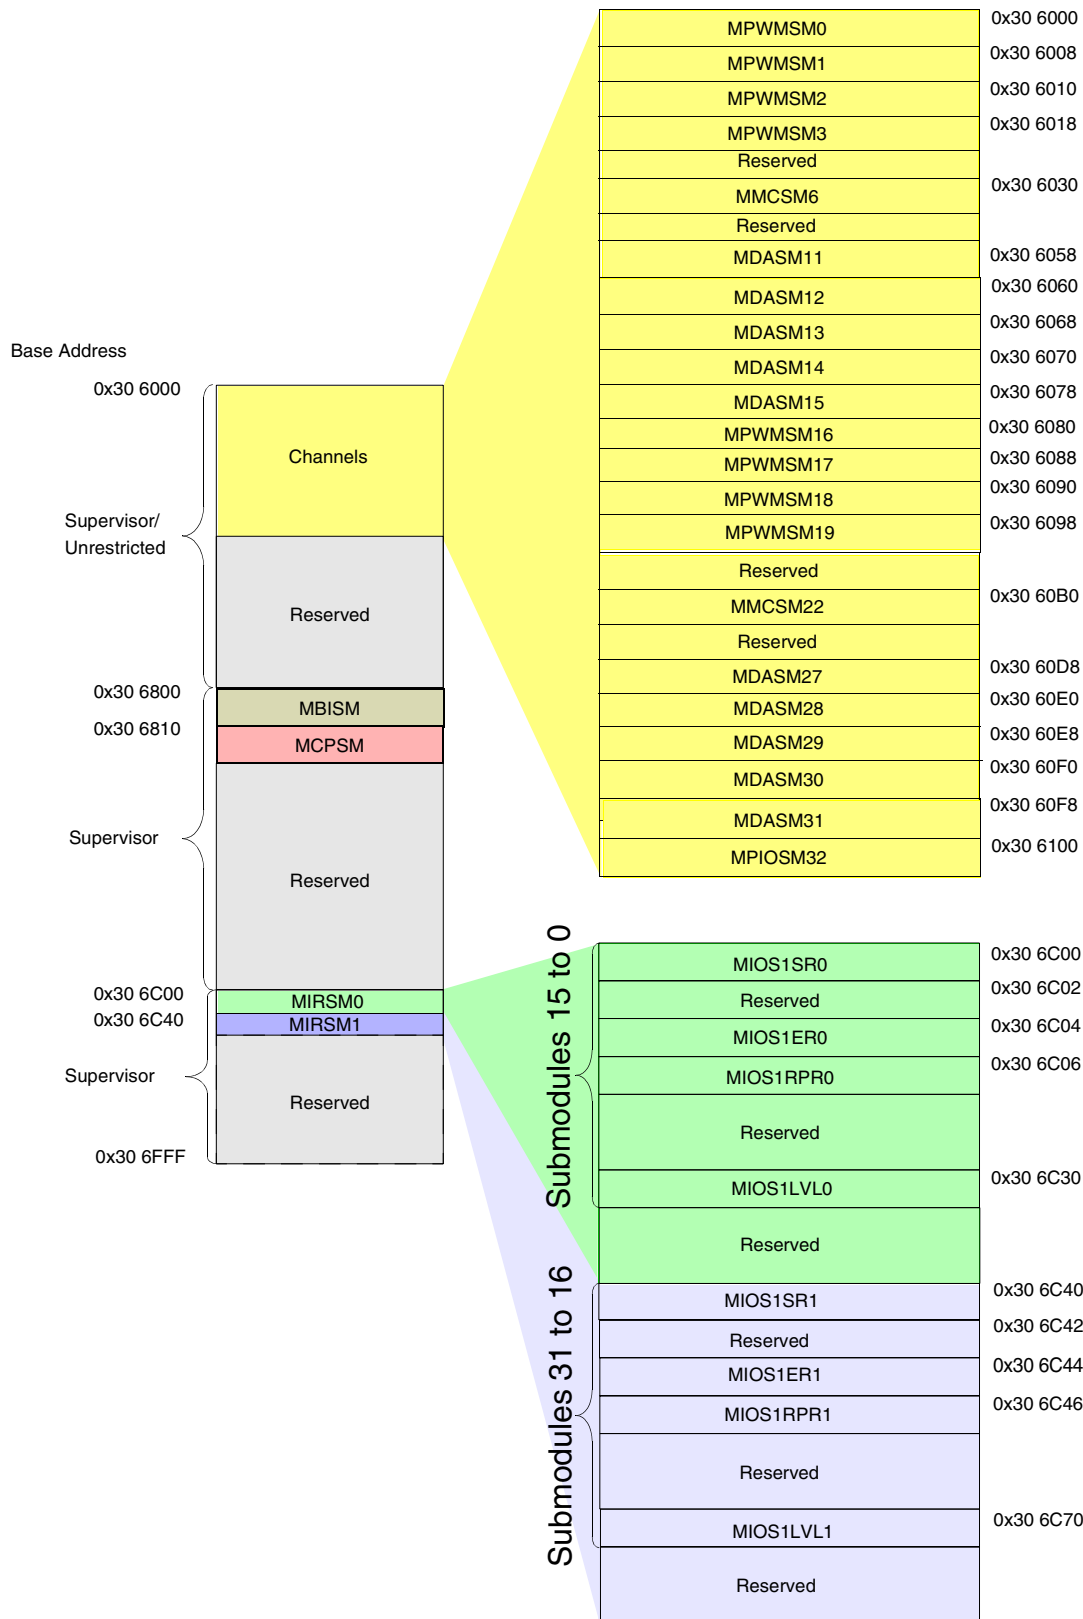 Base Address
0x30 6000
Channels
Supervisor/
Unrestricted
Reserved
0x30 6800
MBISM
0x30 6810
MCPSM
Supervisor
Reserved
0x30 6C00
MIRSM0
0x30 6C40
MIRSM1
Supervisor
Reserved
0x30 6FFF
MPWMSM0
0x30 6000
MPWMSM1
0x30 6008
MPWMSM2
0x30 6010
MPWMSM3
0x30 6018
Reserved
MMCSM6
0x30 6030
Reserved
MDASM11
0x30 6058
MDASM12
0x30 6060
MDASM13
0x30 6068
MDASM14
0x30 6070
MDASM15
0x30 6078
MPWMSM16
0x30 6080
MPWMSM17
0x30 6088
MPWMSM18
0x30 6090
MPWMSM19
0x30 6098
Reserved
MMCSM22
0x30 60B0
Reserved
MDASM27
0x30 60D8
MDASM28
0x30 60E0
MDASM29
0x30 60E8
MDASM30
0x30 60F0
MDASM31
0x30 60F8
MPIOSM32
0x30 6100
Submodules 15 to 0
MIOS1SR0
0x30 6C00
Reserved
0x30 6C02
MIOS1ER0
0x30 6C04
MIOS1RPR0
0x30 6C06
Reserved
MIOS1LVL0
0x30 6C30
Reserved
Submodules 31 to 16
MIOS1SR1
0x30 6C40
Reserved
0x30 6C42
MIOS1ER1
0x30 6C44
MIOS1RPR1
0x30 6C46
Reserved
MIOS1LVL1
0x30 6C70
Reserved